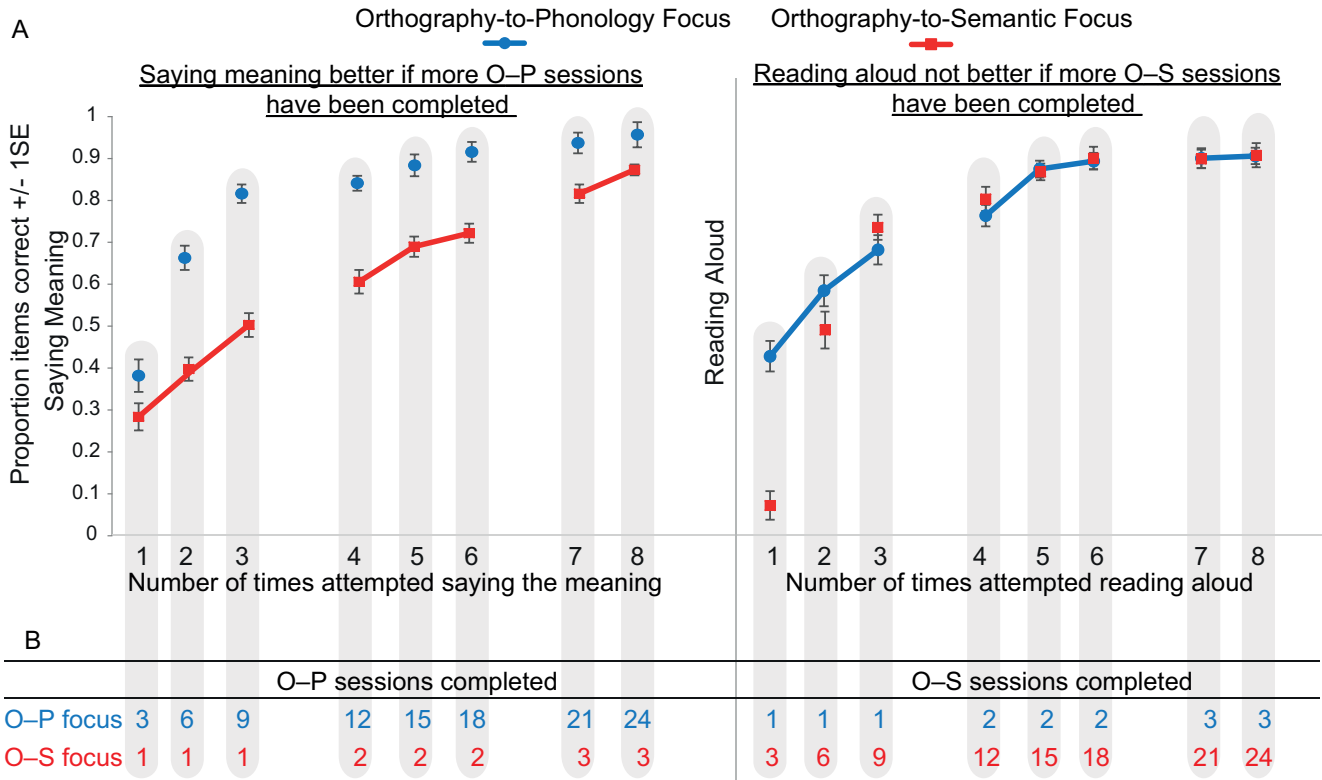 A
Orthography-to-Phonology Focus
Orthography-to-Semantic Focus
Saying meaning better if more O–P sessions
have been completed
Reading aloud not better if more O–S sessions
have been completed
Proportion items correct +/- 1SE
Saying Meaning
1
0.9
0.8
0.7
0.6
0.5
0.4
0.3
0.2
0.1
0
Reading Aloud
1 2 3 4 5 6 7 8
Number of times attempted saying the meaning
1 2 3 4 5 6 7 8
Number of times attempted reading aloud
B
O–P sessions completed
O–S sessions completed
O–P focus 3 6 9 12 15 18 21 24 1 1 1 2 2 2 3 3
O–S focus 1 1 1 2 2 2 3 3 3 6 9 12 15 18 21 24